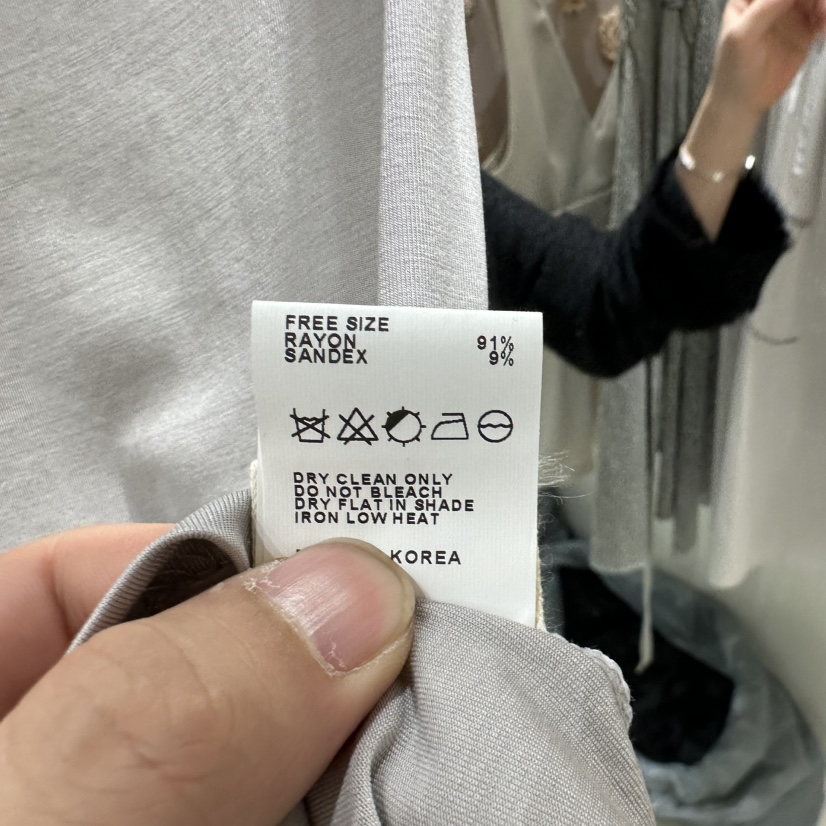 FREE SIZE
RAYON 91%
SANDEX 9%
DRY CLEAN ONLY
DO NOT BLEACH
DRY FLAT IN SHADE
IRON LOW HEAT
KOREA